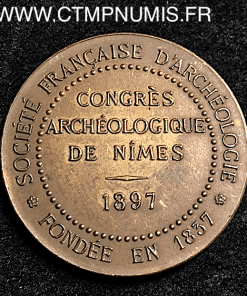 WWW.CTMPNUMIS.FR
SOCIÉTÉ FRANÇAISE D'ARCHÉOLOGIE
CONGRÈS
ARCHÉOLOGIQUE
DE NÎMES
1897
FONDÉE EN 1837